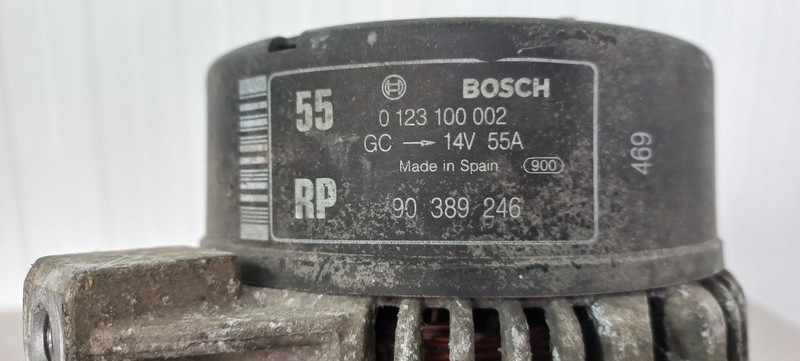 55 BOSCH
0 123 100 002
GC → 14V 55A
Made in Spain 900
RP 90 389 246
469